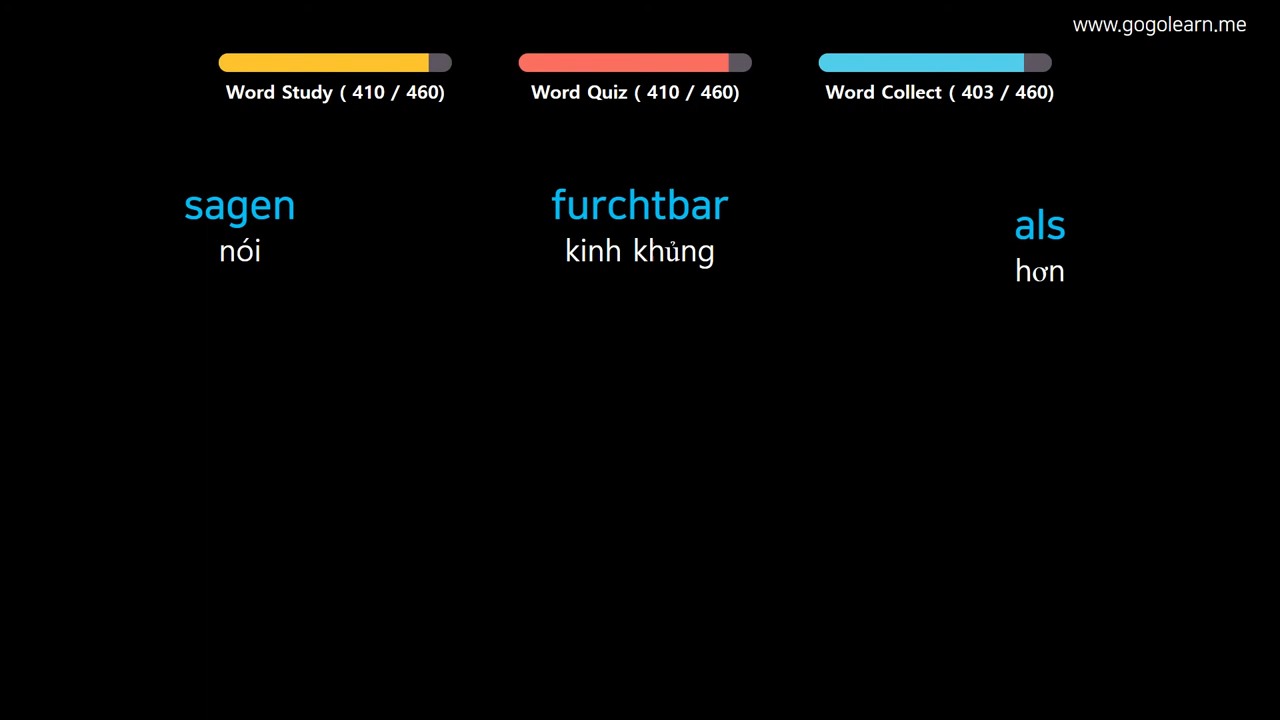 www.gogolearn.me
Word Study ( 410 / 460)
Word Quiz ( 410 / 460)
Word Collect ( 403 / 460)
sagen
nói
furchtbar
kinh khủng
als
hơn